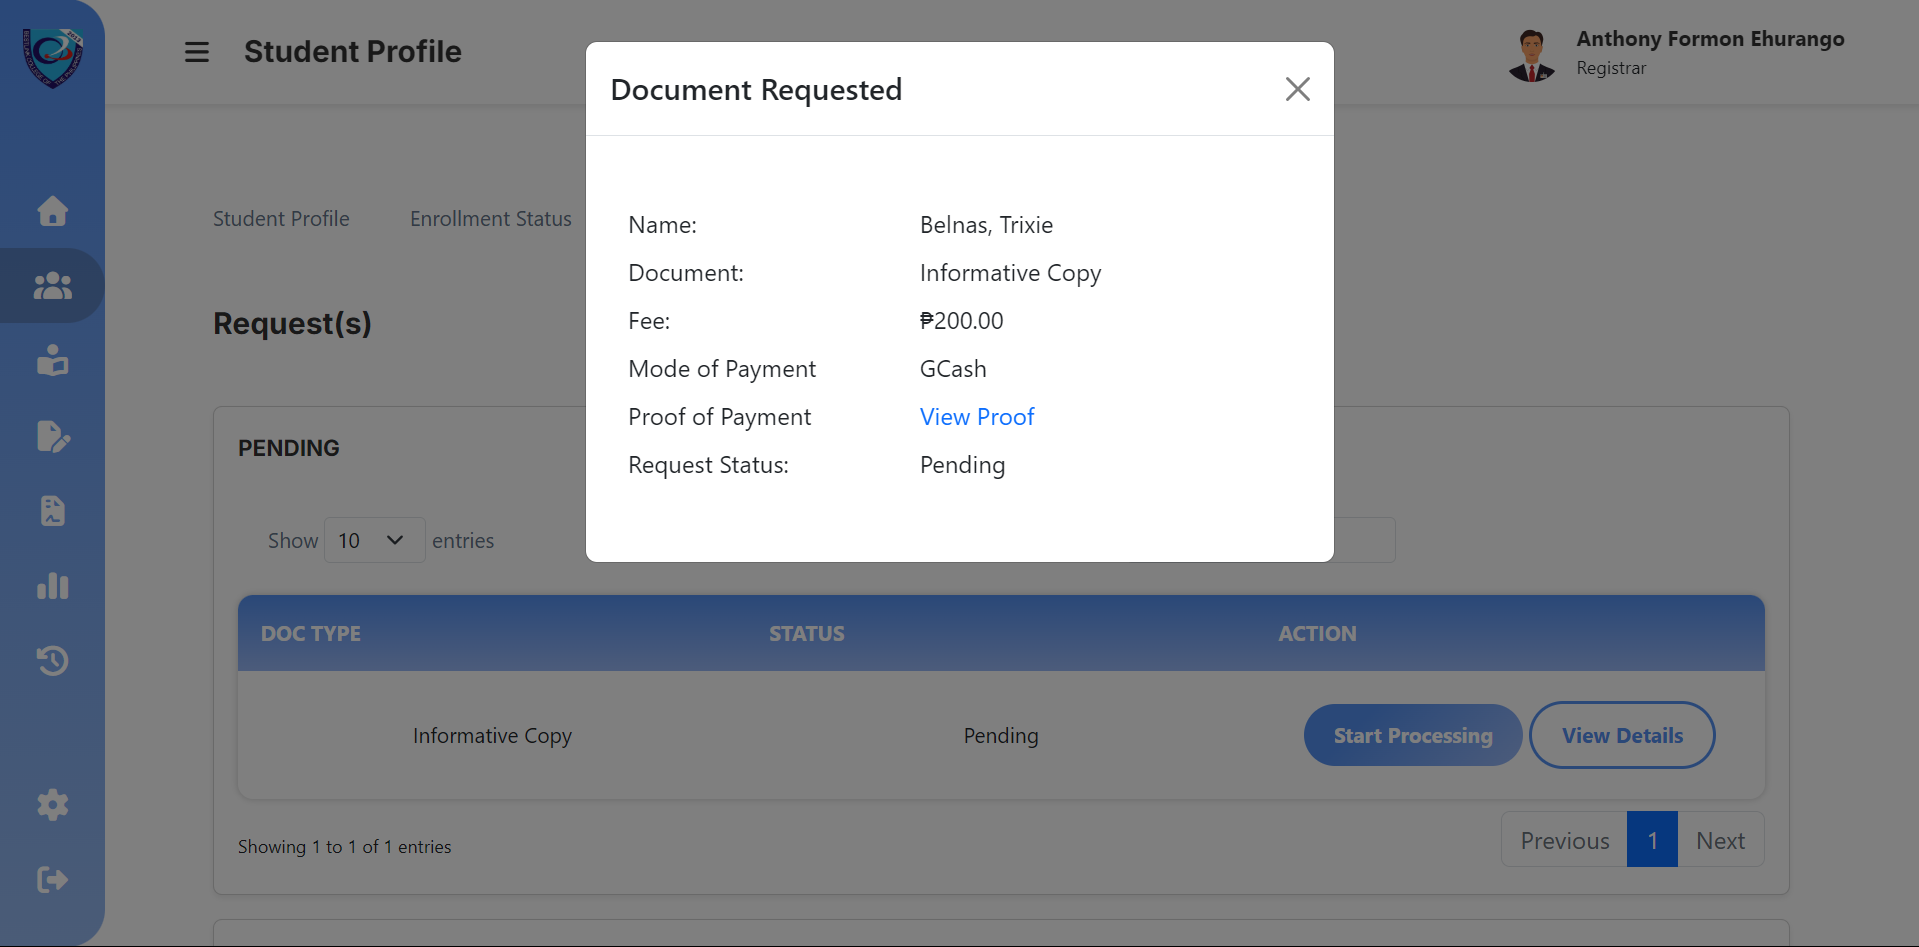 Student Profile
Anthony Formon Ehurango
Registrar
Document Requested
Student Profile
Enrollment Status
Name: Belnas, Trixie
Document: Informative Copy
Fee: ₱200.00
Mode of Payment GCash
Proof of Payment View Proof
Request Status: Pending
Request(s)
PENDING
Show 10 entries
DOC TYPE STATUS ACTION
Informative Copy Pending Start Processing View Details
Showing 1 to 1 of 1 entries
Previous 1 Next